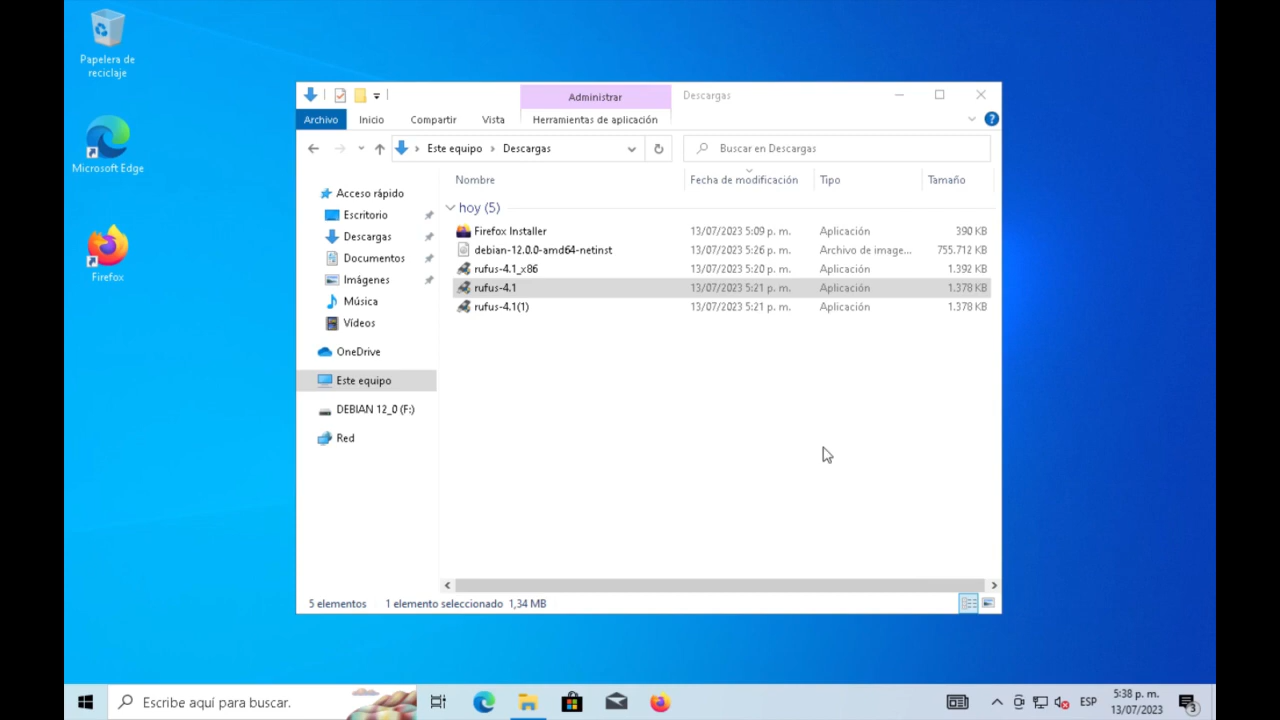 Papelera de
reciclaje
Microsoft Edge
Firefox
Administrar
Descargas
Archivo
Inicio
Compartir
Vista
Herramientas de aplicación
Este equipo
Descargas
Buscar en Descargas
Acceso rápido
Escritorio
Descargas
Documentos
Imágenes
Música
Vídeos
OneDrive
Este equipo
DEBIAN 12_0 (F:)
Red
Nombre Fecha de modificación Tipo Tamaño
hoy (5)
Firefox Installer 13/07/2023 5:09 p. m. Aplicación 390 KB
debian-12.0.0-amd64-netinst 13/07/2023 5:26 p. m. Archivo de image... 755.712 KB
rufus-4.1_x86 13/07/2023 5:20 p. m. Aplicación 1.392 KB
rufus-4.1 13/07/2023 5:21 p. m. Aplicación 1.378 KB
rufus-4.1(1) 13/07/2023 5:21 p. m. Aplicación 1.378 KB
5 elementos 1 elemento seleccionado 1,34 MB
Escribe aquí para buscar.
ESP
5:38 p. m.
13/07/2023
3